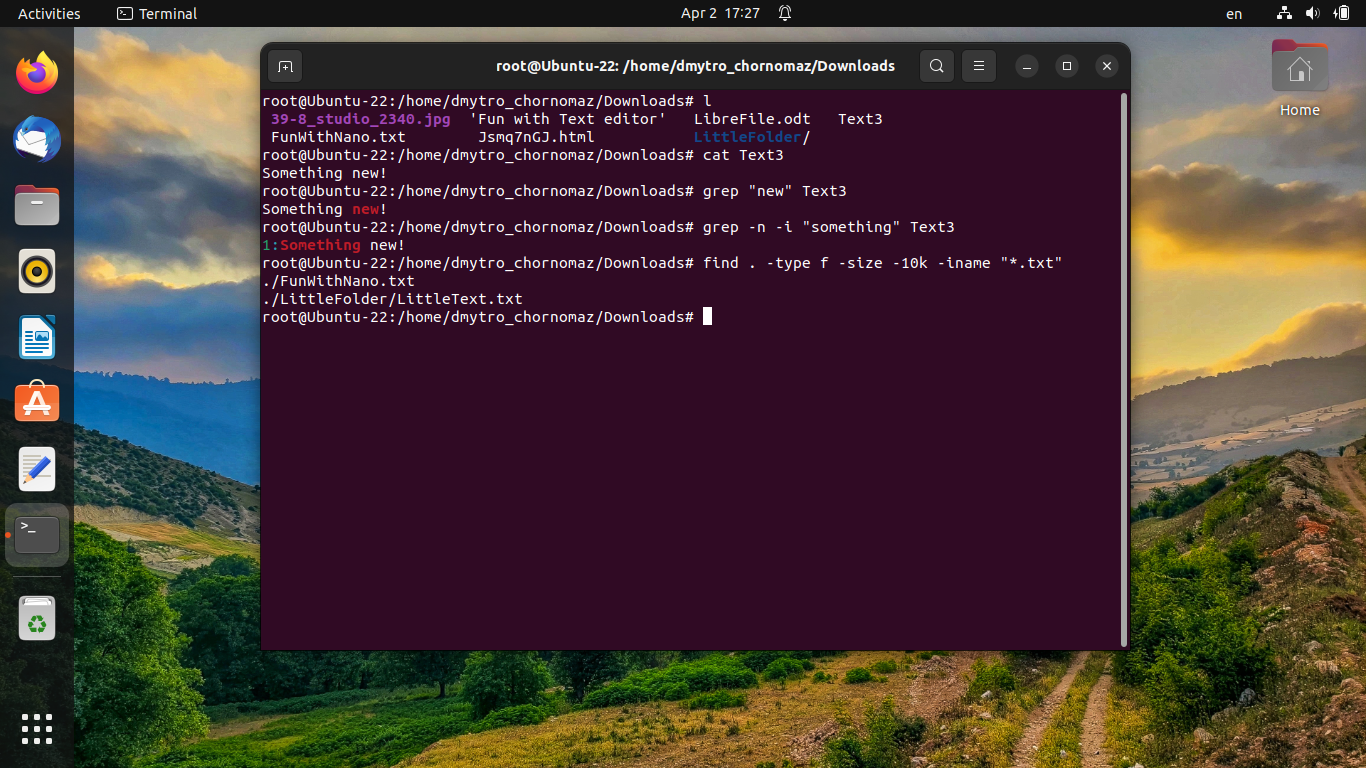 Activities Terminal Apr 2 17:27 en
root@Ubuntu-22: /home/dmytro_chornomaz/Downloads
Home
root@Ubuntu-22:/home/dmytro_chornomaz/Downloads# l
39-8_studio_2340.jpg 'Fun with Text editor' LibreFile.odt Text3
FunWithNano.txt Jsmq7nGJ.html LittleFolder/
root@Ubuntu-22:/home/dmytro_chornomaz/Downloads# cat Text3
Something new!
root@Ubuntu-22:/home/dmytro_chornomaz/Downloads# grep "new" Text3
Something new!
root@Ubuntu-22:/home/dmytro_chornomaz/Downloads# grep -n -i "something" Text3
1:Something new!
root@Ubuntu-22:/home/dmytro_chornomaz/Downloads# find . -type f -size -10k -iname "*.txt"
./FunWithNano.txt
./LittleFolder/LittleText.txt
root@Ubuntu-22:/home/dmytro_chornomaz/Downloads#